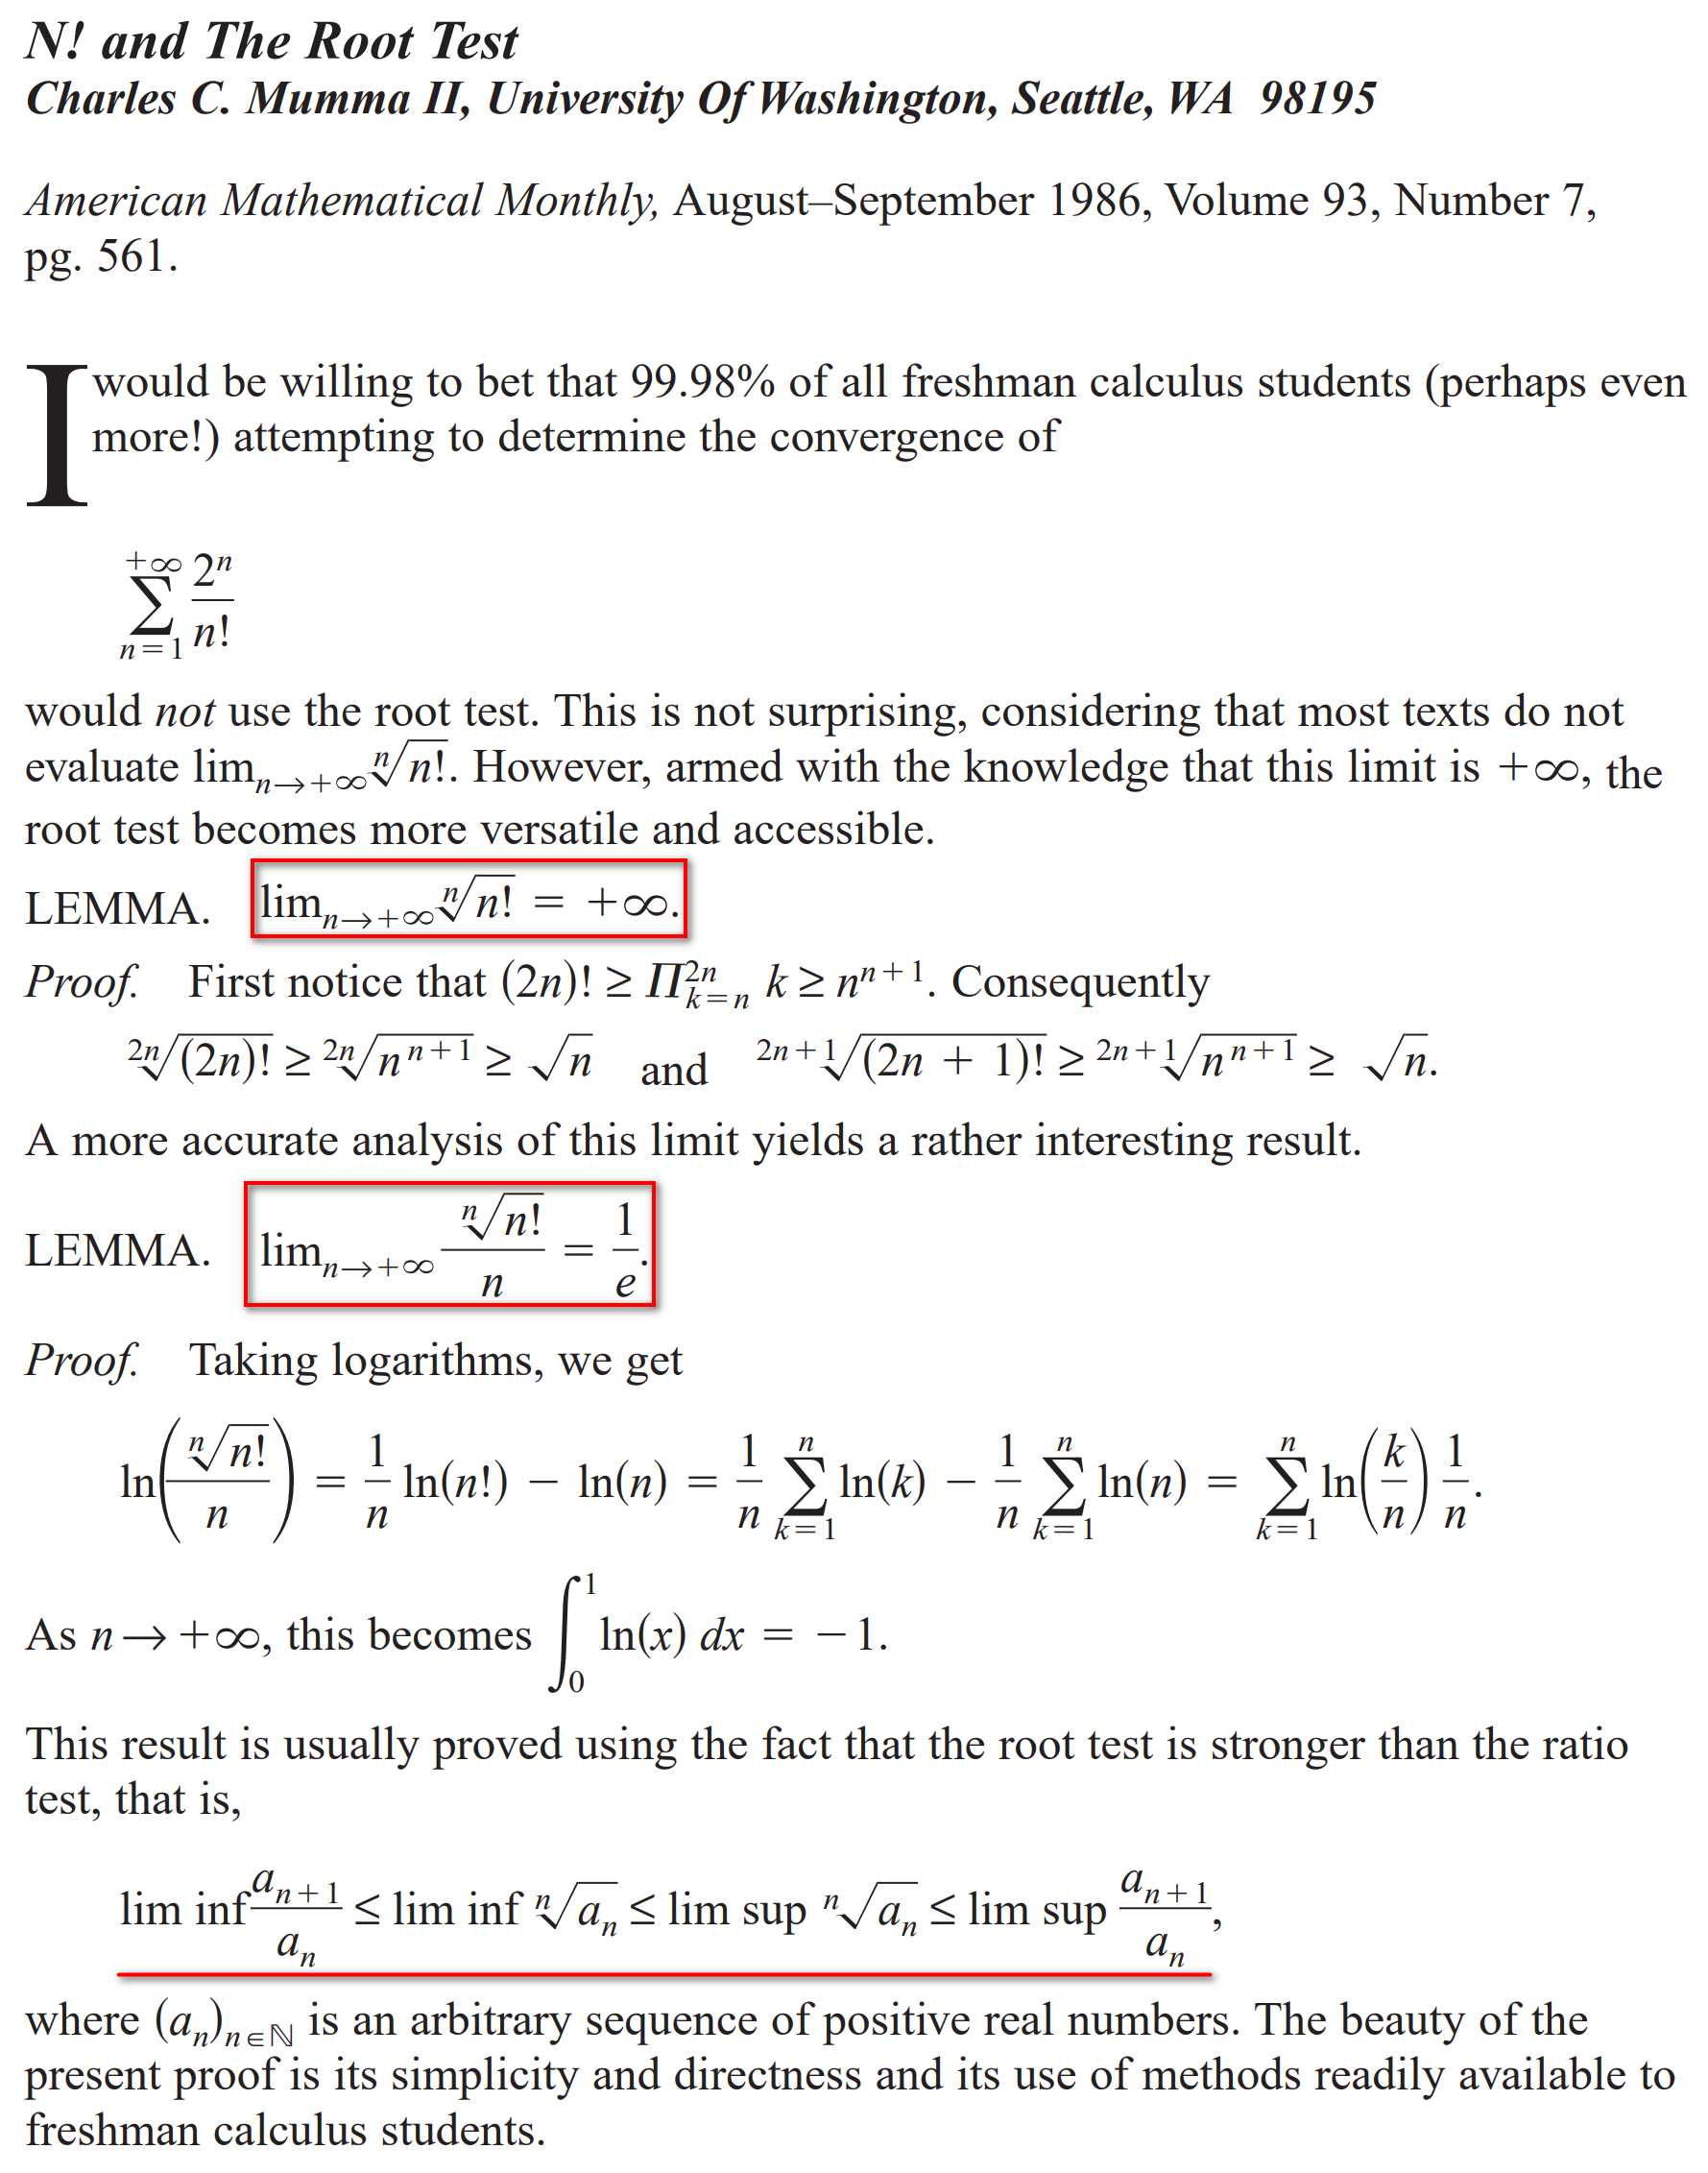 N! and The Root Test
Charles C. Mumma II, University Of Washington, Seattle, WA 98195
American Mathematical Monthly, August–September 1986, Volume 93, Number 7,
pg. 561.
I would be willing to bet that 99.98% of all freshman calculus students (perhaps even
more!) attempting to determine the convergence of
$\sum_{n=1}^{+\infty} \frac{2^n}{n!}$
would not use the root test. This is not surprising, considering that most texts do not
evaluate $\lim_{n\to+\infty} \sqrt[n]{n!}$. However, armed with the knowledge that this limit is $+\infty$, the
root test becomes more versatile and accessible.
LEMMA. $\lim_{n\to+\infty} \sqrt[n]{n!} = +\infty$.
Proof. First notice that $(2n)! \geq \Pi_{k=n}^{2n} k \geq n^{n+1}$. Consequently
$\sqrt[2n]{(2n)!} \geq \sqrt[2n]{n^{n+1}} \geq \sqrt{n}$ and $\sqrt[2n+1]{(2n+1)!} \geq \sqrt[2n+1]{n^{n+1}} \geq \sqrt{n}$.
A more accurate analysis of this limit yields a rather interesting result.
LEMMA. $\lim_{n\to+\infty} \frac{\sqrt[n]{n!}}{n} = \frac{1}{e}$.
Proof. Taking logarithms, we get
$\ln\left(\frac{\sqrt[n]{n!}}{n}\right) = \frac{1}{n} \ln(n!) - \ln(n) = \frac{1}{n} \sum_{k=1}^{n} \ln(k) - \frac{1}{n} \sum_{k=1}^{n} \ln(n) = \sum_{k=1}^{n} \ln\left(\frac{k}{n}\right) \frac{1}{n}$.
As $n \to +\infty$, this becomes $\int_0^1 \ln(x)\, dx = -1$.
This result is usually proved using the fact that the root test is stronger than the ratio
test, that is,
$\liminf \frac{a_{n+1}}{a_n} \leq \liminf \sqrt[n]{a_n} \leq \limsup \sqrt[n]{a_n} \leq \limsup \frac{a_{n+1}}{a_n}$,
where $(a_n)_{n \in \mathbb{N}}$ is an arbitrary sequence of positive real numbers. The beauty of the
present proof is its simplicity and directness and its use of methods readily available to
freshman calculus students.